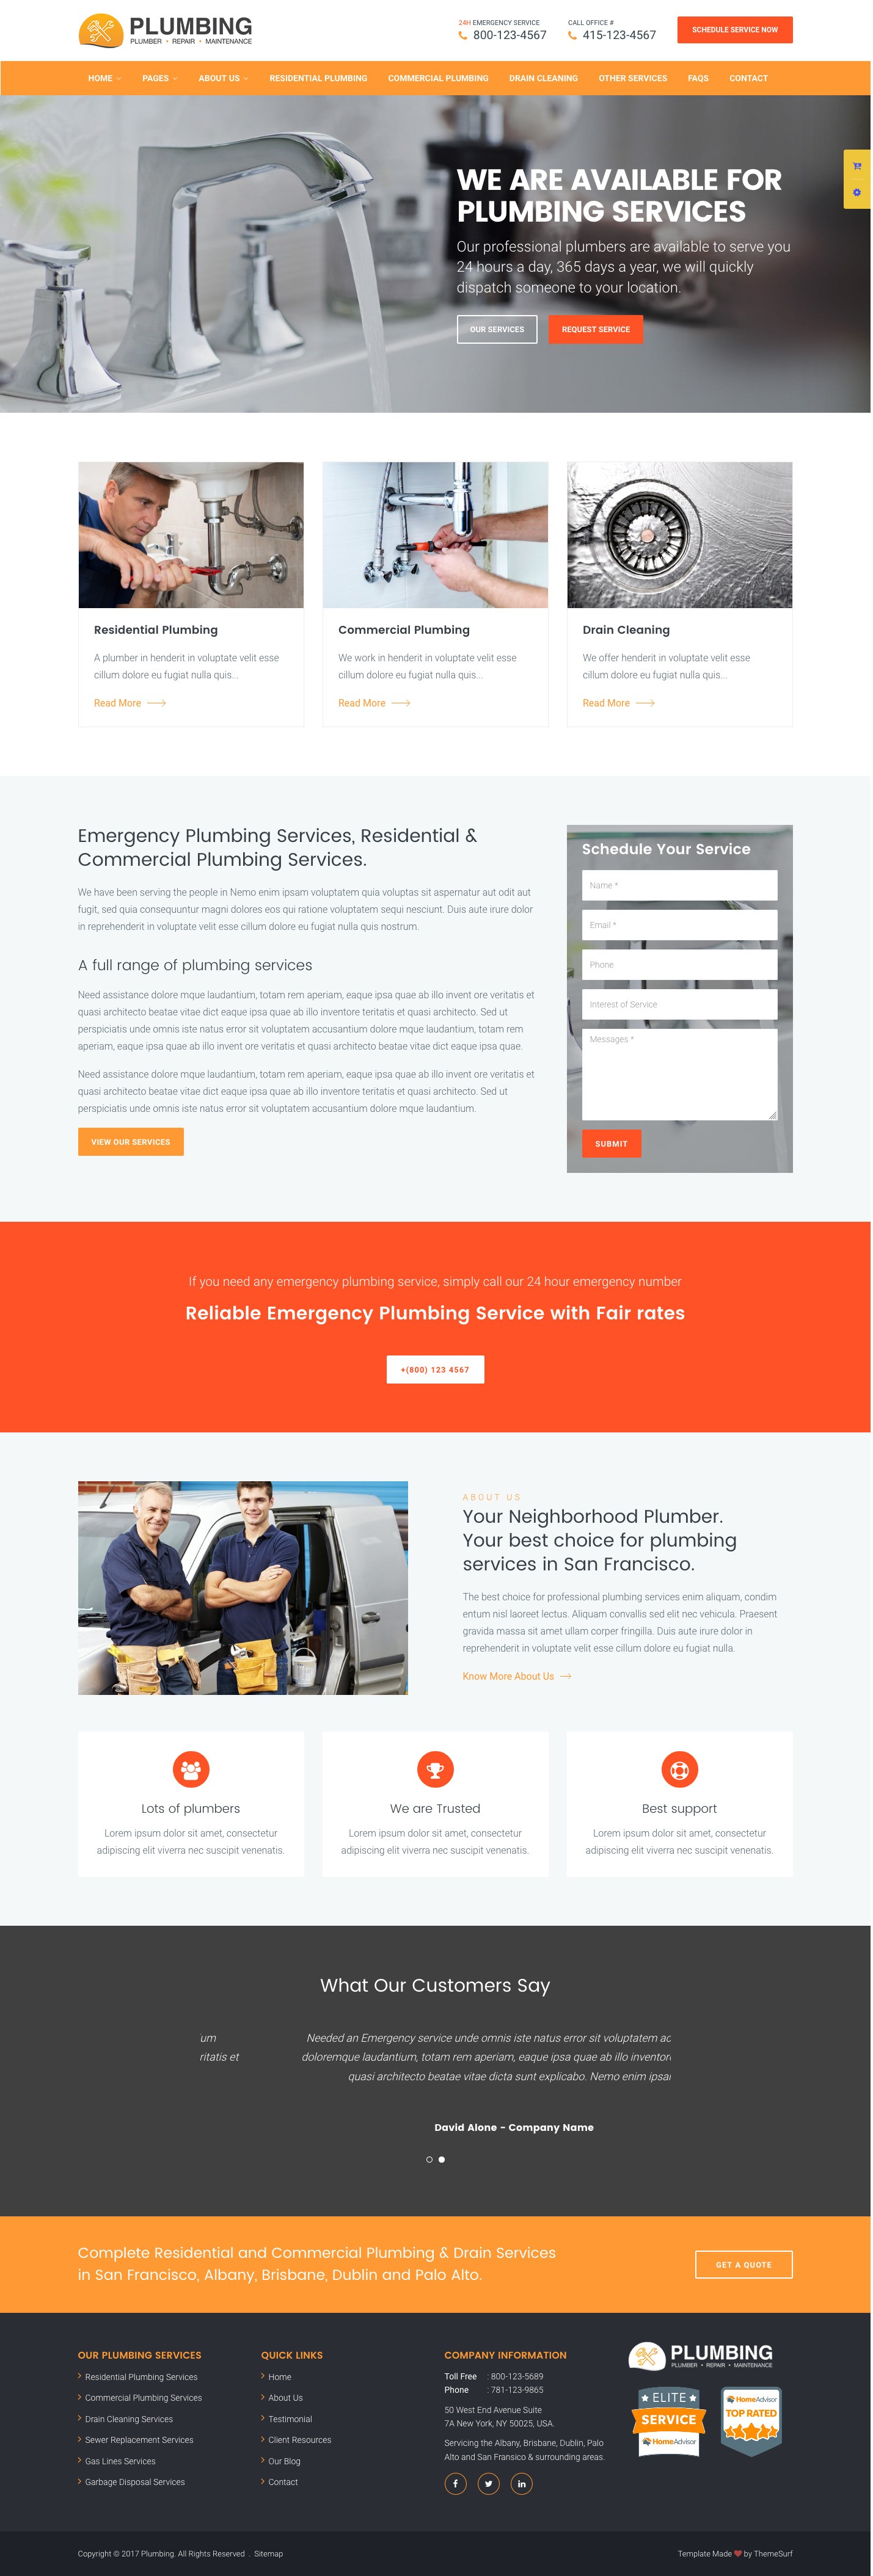 PLUMBING
PLUMBER • REPAIR • MAINTENANCE
24H EMERGENCY SERVICE
800-123-4567
CALL OFFICE #
415-123-4567
SCHEDULE SERVICE NOW
HOME
PAGES
ABOUT US
RESIDENTIAL PLUMBING
COMMERCIAL PLUMBING
DRAIN CLEANING
OTHER SERVICES
FAQS
CONTACT
WE ARE AVAILABLE FOR
PLUMBING SERVICES
Our professional plumbers are available to serve you
24 hours a day, 365 days a year, we will quickly
dispatch someone to your location.
OUR SERVICES
REQUEST SERVICE
Residential Plumbing
A plumber in henderit in voluptate velit esse
cillum dolore eu fugiat nulla quis...
Read More
Commercial Plumbing
We work in henderit in voluptate velit esse
cillum dolore eu fugiat nulla quis...
Read More
Drain Cleaning
We offer henderit in voluptate velit esse
cillum dolore eu fugiat nulla quis...
Read More
Emergency Plumbing Services, Residential &
Commercial Plumbing Services.
We have been serving the people in Nemo enim ipsam voluptatem quia voluptas sit aspernatur aut odit aut
fugit, sed quia consequuntur magni dolores eos qui ratione voluptatem sequi nesciunt. Duis aute irure dolor
in reprehenderit in voluptate velit esse cillum dolore eu fugiat nulla quis nostrum.
A full range of plumbing services
Need assistance dolore mque laudantium, totam rem aperiam, eaque ipsa quae ab illo invent ore veritatis et
quasi architecto beatae vitae dict eaque ipsa quae ab illo inventore teritatis et quasi architecto. Sed ut
perspiciatis unde omnis iste natus error sit voluptatem accusantium dolore mque laudantium, totam rem
aperiam, eaque ipsa quae ab illo invent ore veritatis et quasi architecto beatae vitae dict eaque ipsa quae.
Need assistance dolore mque laudantium, totam rem aperiam, eaque ipsa quae ab illo invent ore veritatis et
quasi architecto beatae vitae dict eaque ipsa quae ab illo inventore teritatis et quasi architecto. Sed ut
perspiciatis unde omnis iste natus error sit voluptatem accusantium dolore mque laudantium.
VIEW OUR SERVICES
Schedule Your Service
Name *
Email *
Phone
Interest of Service
Messages *
SUBMIT
If you need any emergency plumbing service, simply call our 24 hour emergency number
Reliable Emergency Plumbing Service with Fair rates
+(800) 123 4567
ABOUT US
Your Neighborhood Plumber.
Your best choice for plumbing
services in San Francisco.
The best choice for professional plumbing services enim aliquam, condim
entum nisl laoreet lectus. Aliquam convallis sed elit nec vehicula. Praesent
gravida massa sit amet ullam corper fringilla. Duis aute irure dolor in
reprehenderit in voluptate velit esse cillum dolore eu fugiat nulla.
Know More About Us
Lots of plumbers
Lorem ipsum dolor sit amet, consectetur
adipiscing elit viverra nec suscipit venenatis.
We are Trusted
Lorem ipsum dolor sit amet, consectetur
adipiscing elit viverra nec suscipit venenatis.
Best support
Lorem ipsum dolor sit amet, consectetur
adipiscing elit viverra nec suscipit venenatis.
What Our Customers Say
um
ritatis et
Needed an Emergency service unde omnis iste natus error sit voluptatem ac
doloremque laudantium, totam rem aperiam, eaque ipsa quae ab illo inventor
quasi architecto beatae vitae dicta sunt explicabo. Nemo enim ipsa
David Alone - Company Name
Complete Residential and Commercial Plumbing & Drain Services
in San Francisco, Albany, Brisbane, Dublin and Palo Alto.
GET A QUOTE
OUR PLUMBING SERVICES
Residential Plumbing Services
Commercial Plumbing Services
Drain Cleaning Services
Sewer Replacement Services
Gas Lines Services
Garbage Disposal Services
QUICK LINKS
Home
About Us
Testimonial
Client Resources
Our Blog
Contact
COMPANY INFORMATION
Toll Free : 800-123-5689
Phone : 781-123-9865
50 West End Avenue Suite
7A New York, NY 50025, USA.
Servicing the Albany, Brisbane, Dublin, Palo
Alto and San Fransico & surrounding areas.
PLUMBING
PLUMBER • REPAIR • MAINTENANCE
ELITE
SERVICE
HomeAdvisor
HomeAdvisor
TOP RATED
Copyright © 2017 Plumbing. All Rights Reserved . Sitemap
Template Made by ThemeSurf